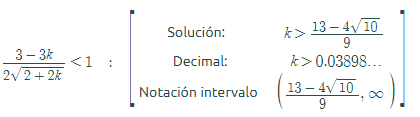 (3−3k)/(2√(2+2k)) < 1 :
Solución: k > (13−4√10)/9
Decimal: k > 0.03898…
Notación intervalo ((13−4√10)/9, ∞)